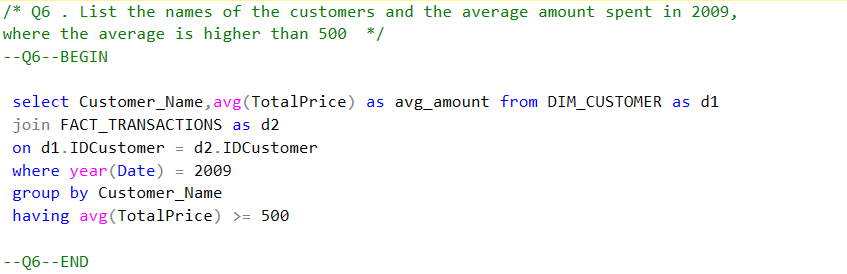 /* Q6 . List the names of the customers and the average amount spent in 2009,
where the average is higher than 500  */
--Q6--BEGIN
select Customer_Name,avg(TotalPrice) as avg_amount from DIM_CUSTOMER as d1
join FACT_TRANSACTIONS as d2
on d1.IDCustomer = d2.IDCustomer
where year(Date) = 2009
group by Customer_Name
having avg(TotalPrice) >= 500
--Q6--END